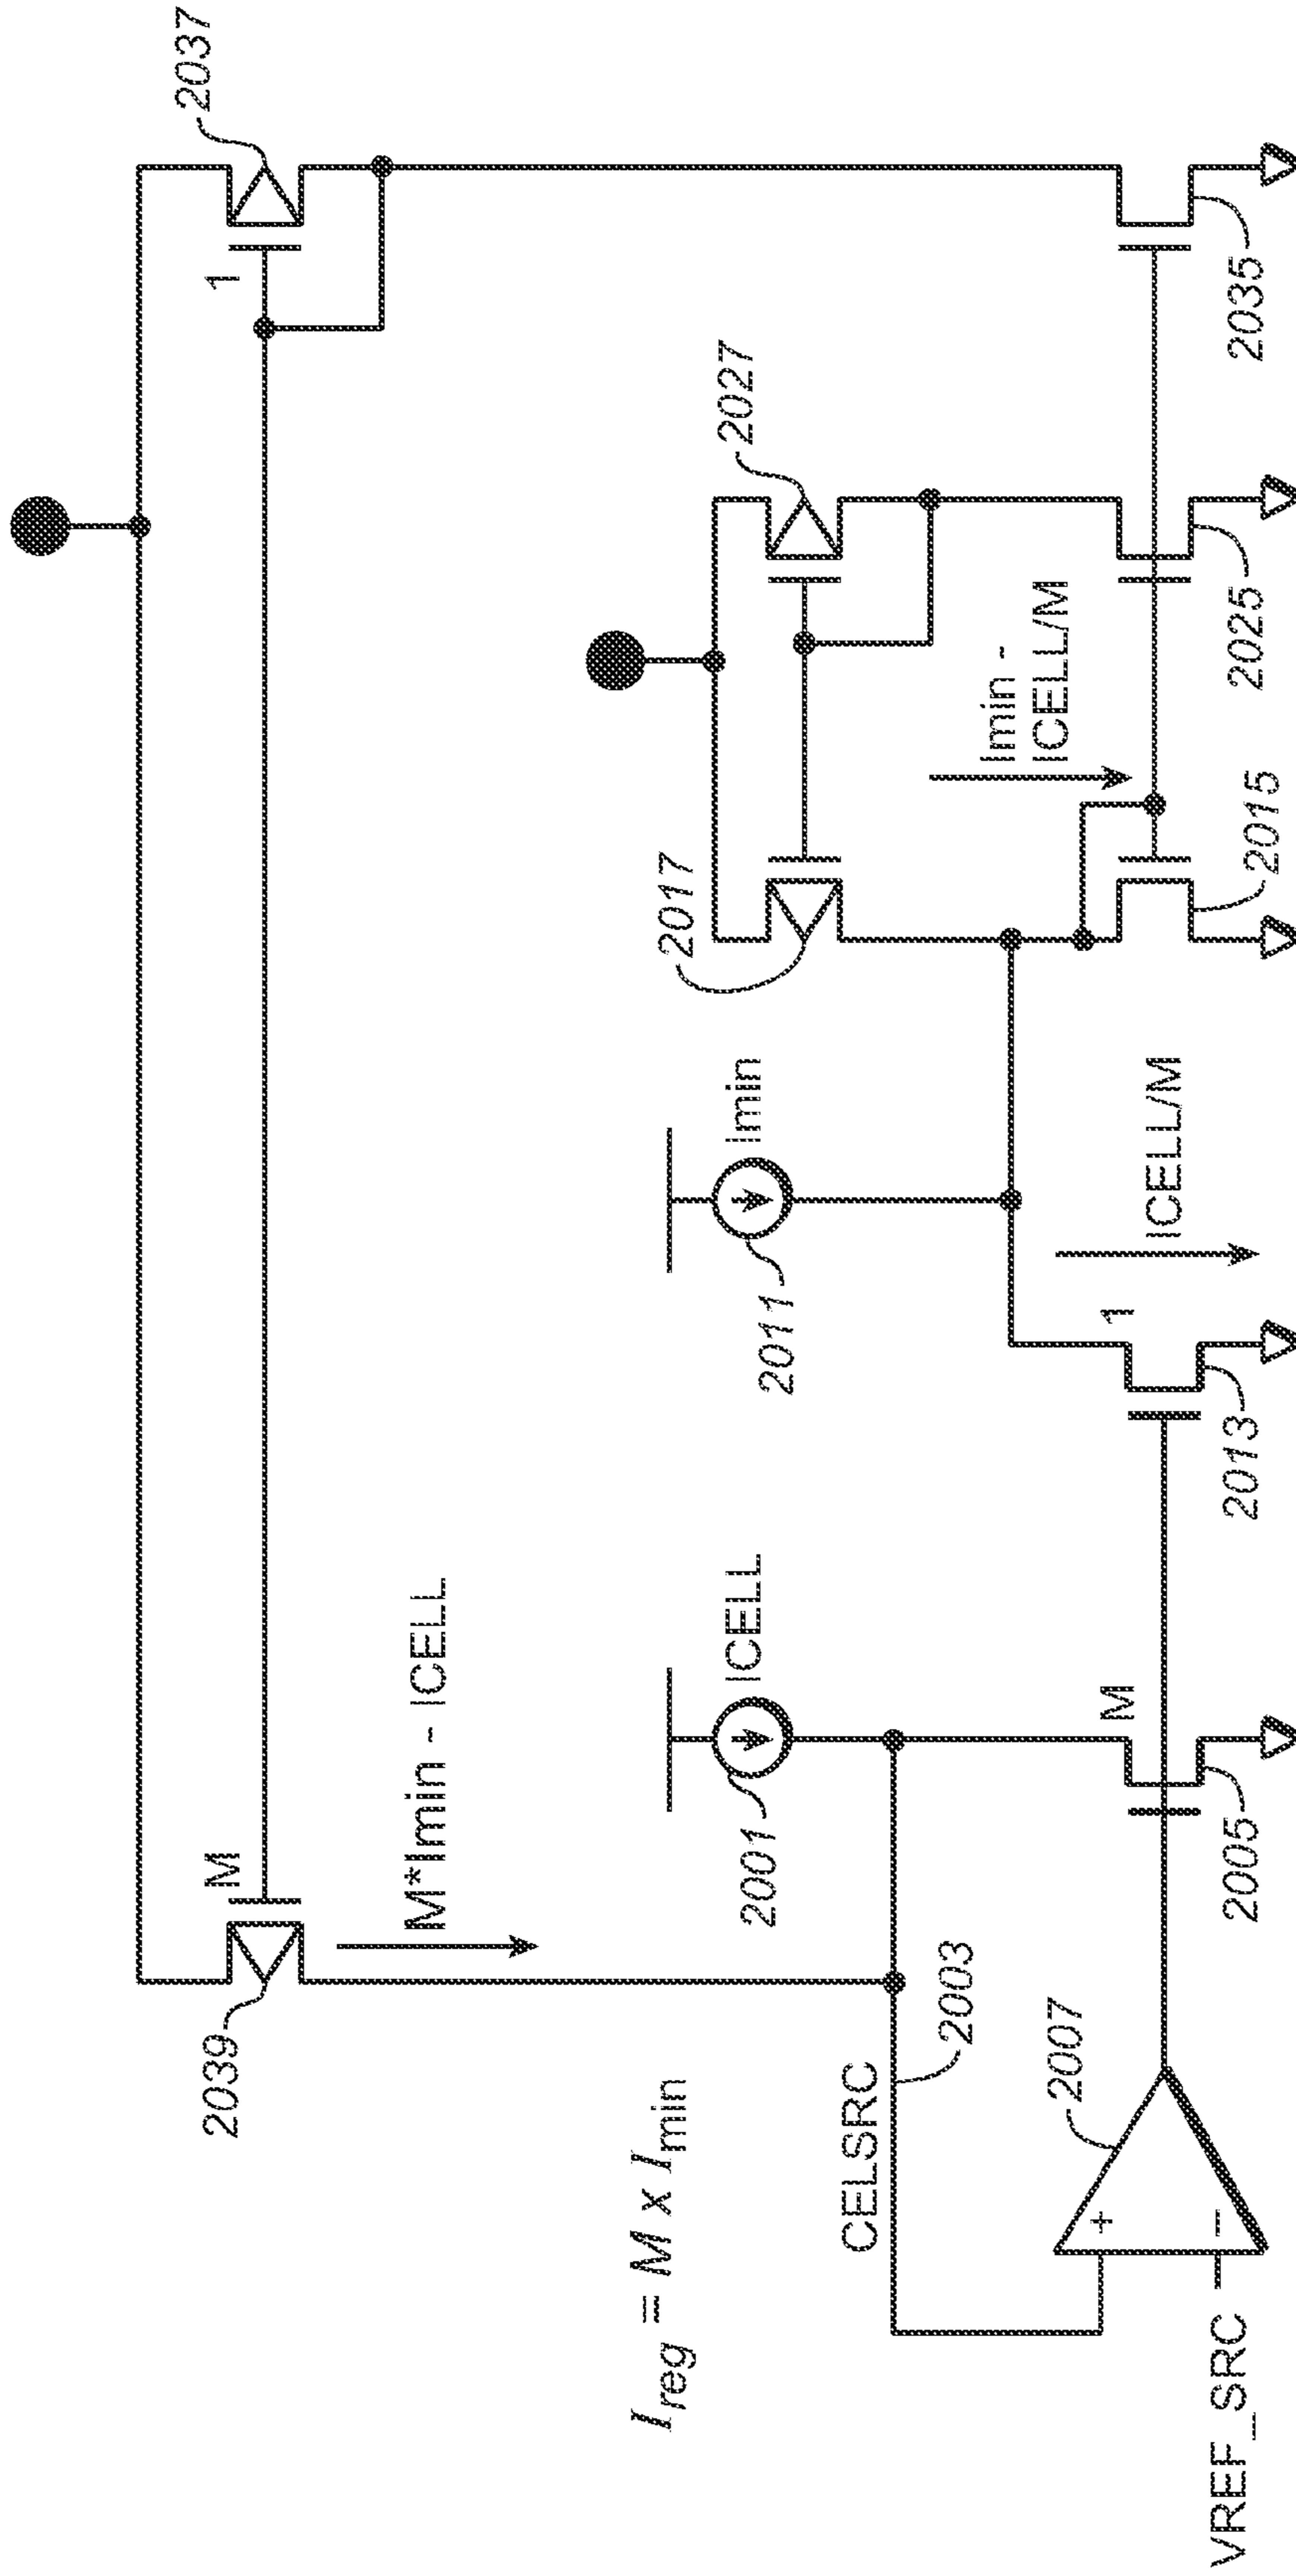 2039
M
1
2037
M*Imin - ICELL
I_reg = M x I_min
CELSRC
2003
2001
ICELL
2011
Imin
2017
2027
Imin -
ICELL/M
2007
+
−
VREF_SRC
M
2005
1
2013
ICELL/M
2015
2025
2035